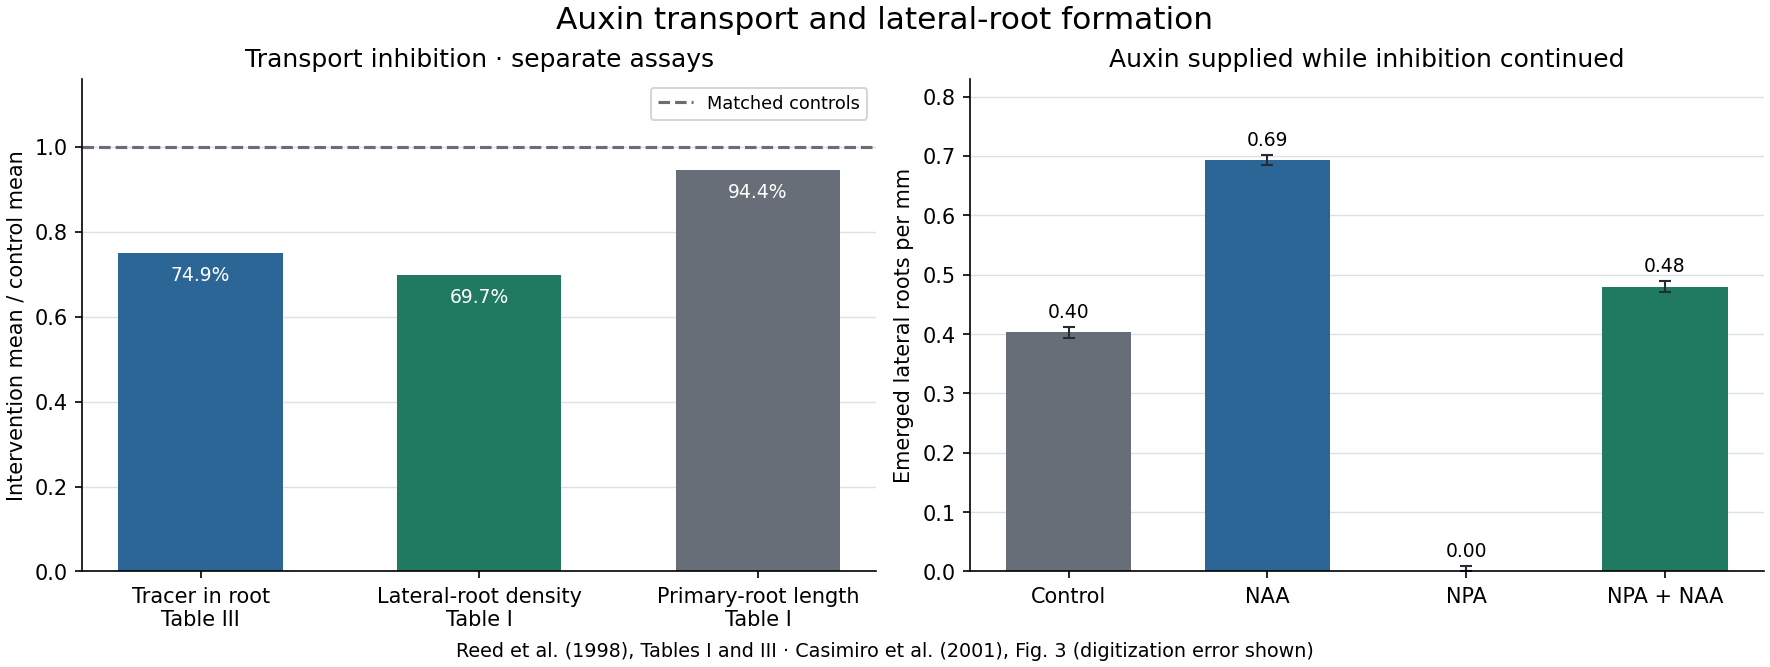 Auxin transport and lateral-root formation
Transport inhibition · separate assays
Intervention mean / control mean
1.0
0.8
0.6
0.4
0.2
0.0
Matched controls
74.9%
69.7%
94.4%
Tracer in root
Table III
Lateral-root density
Table I
Primary-root length
Table I
Auxin supplied while inhibition continued
Emerged lateral roots per mm
0.8
0.7
0.6
0.5
0.4
0.3
0.2
0.1
0.0
0.40
0.69
0.00
0.48
Control
NAA
NPA
NPA + NAA
Reed et al. (1998), Tables I and III · Casimiro et al. (2001), Fig. 3 (digitization error shown)